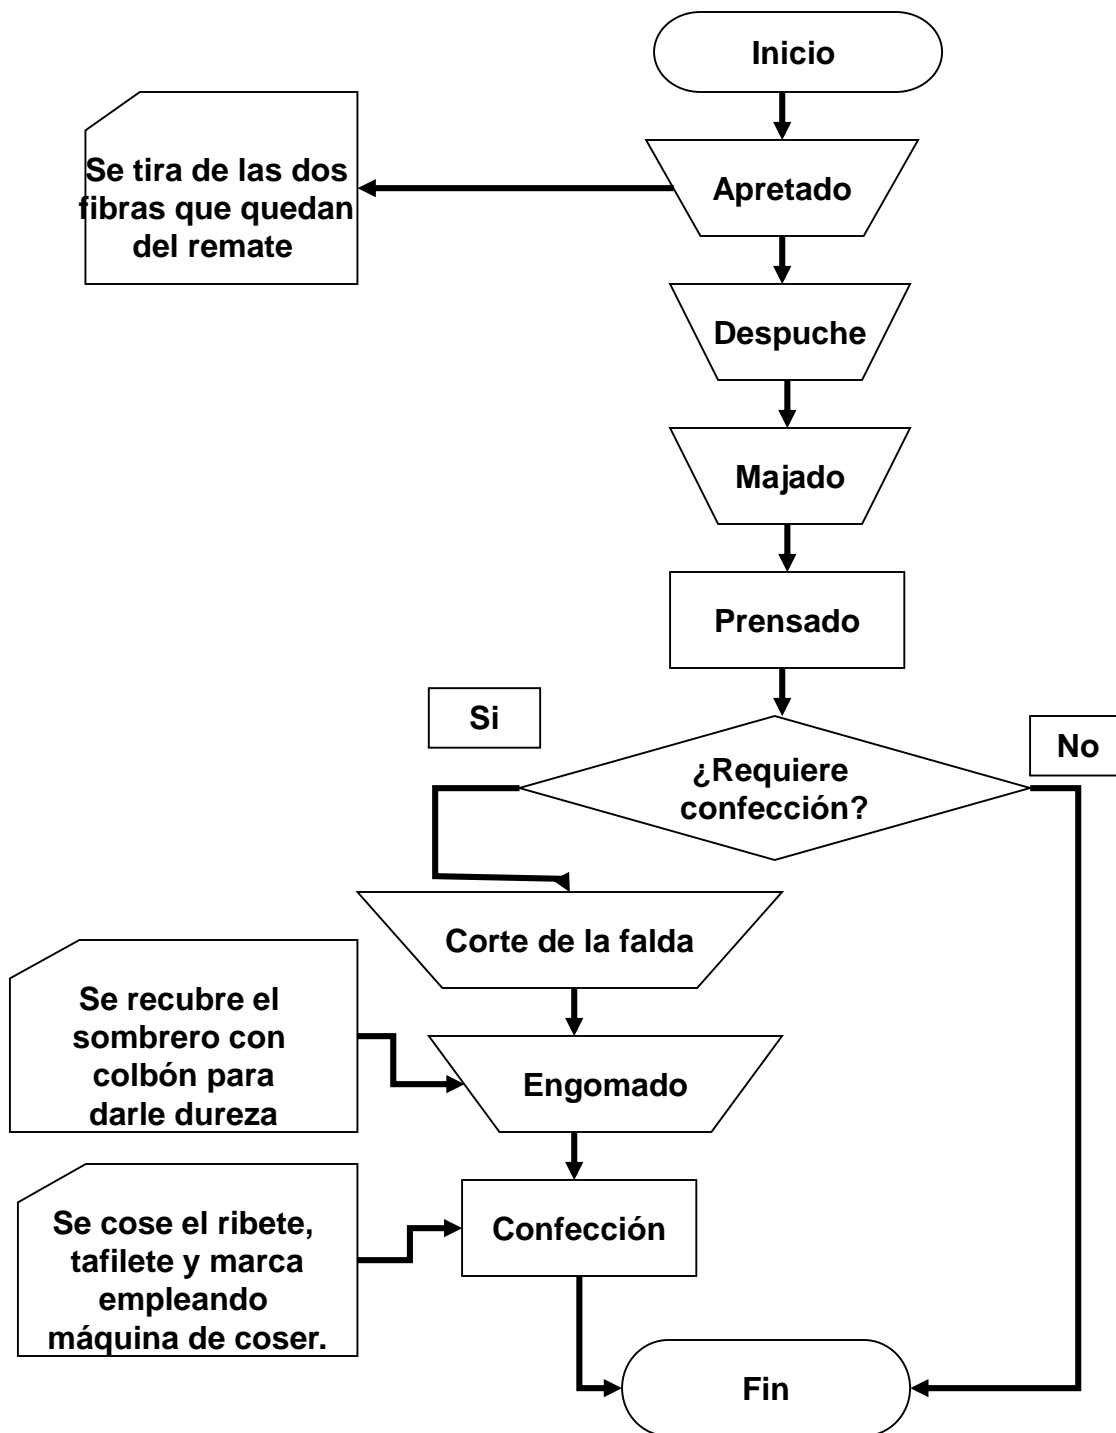 Inicio
Se tira de las dos
fibras que quedan
del remate
Apretado
Despuche
Majado
Prensado
Si
No
¿Requiere
confección?
Corte de la falda
Se recubre el
sombrero con
colbón para
darle dureza
Engomado
Se cose el ribete,
tafilete y marca
empleando
máquina de coser.
Confección
Fin